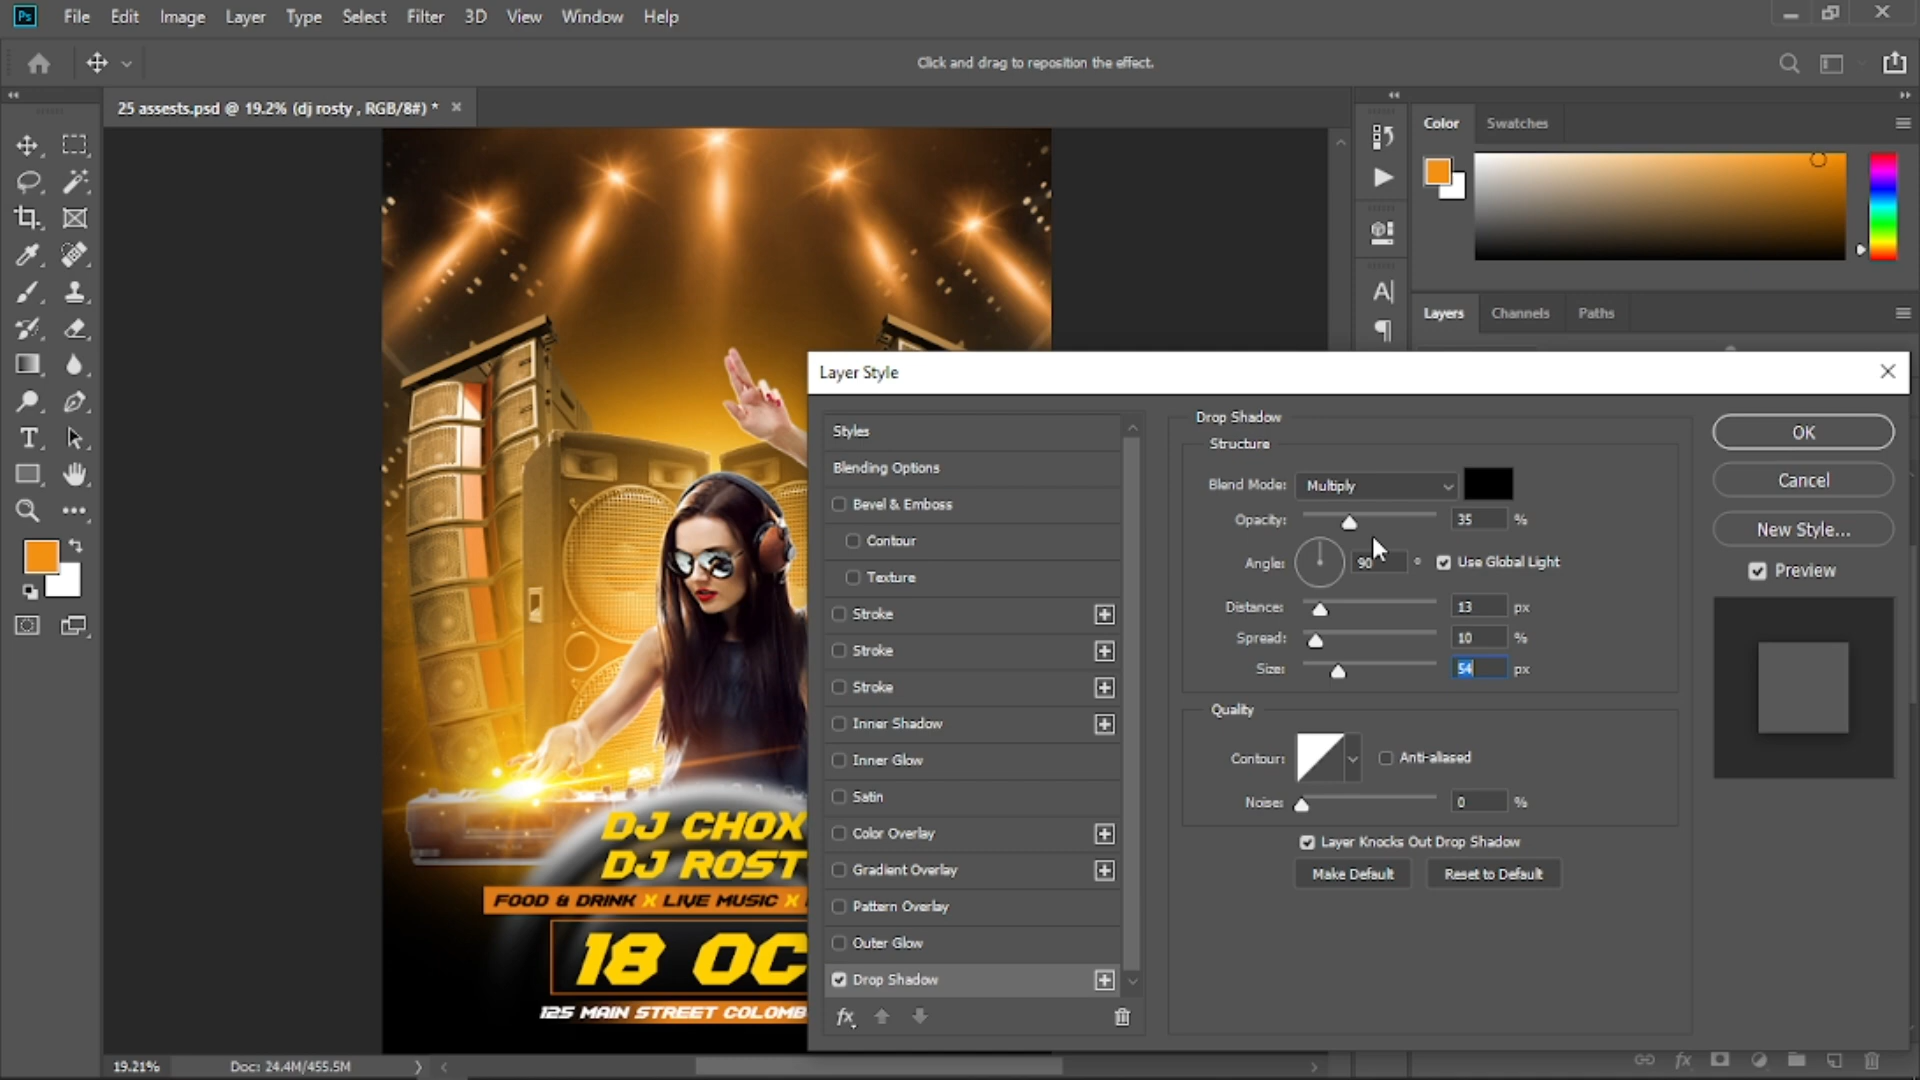 Ps File Edit Image Layer Type Select Filter 3D View Window Help
Click and drag to reposition the effect.
25 assests.psd @ 19.2% (dj rosty , RGB/8#) *
Color Swatches
Layers Channels Paths
Layer Style
Styles
Blending Options
Bevel & Emboss
Contour
Texture
Stroke
Stroke
Stroke
Inner Shadow
Inner Glow
Satin
Color Overlay
Gradient Overlay
Pattern Overlay
Outer Glow
Drop Shadow
fx
Drop Shadow
Structure
Blend Mode: Multiply
Opacity: 35 %
Angle: 90 ° Use Global Light
Distance: 13 px
Spread: 10 %
Size: 54 px
Quality
Contour: Anti-aliased
Noise: 0 %
Layer Knocks Out Drop Shadow
Make Default Reset to Default
OK
Cancel
New Style...
Preview
DJ CHOX
DJ ROST
FOOD & DRINK X LIVE MUSIC X
18 OC
125 MAIN STREET COLOMB
19.21% Doc: 24.4M/455.5M
fx